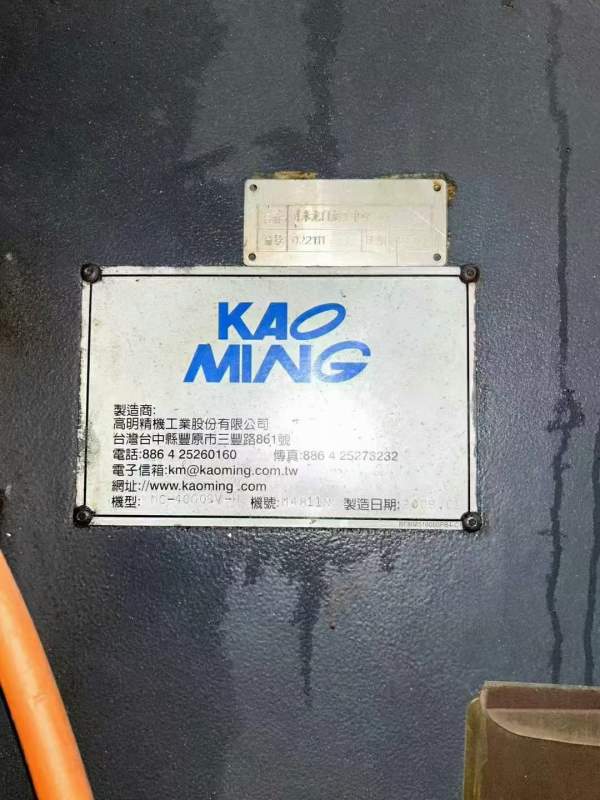 編號 022111
KAO
MING
製造商:
高明精機工業股份有限公司
台灣台中縣豐原市三豐路861號
電話:886 4 25260160 傳真:886 4 25273232
電子信箱:km@kaoming.com.tw
網址://www.kaoming .com
機型: 機號: 製造日期: